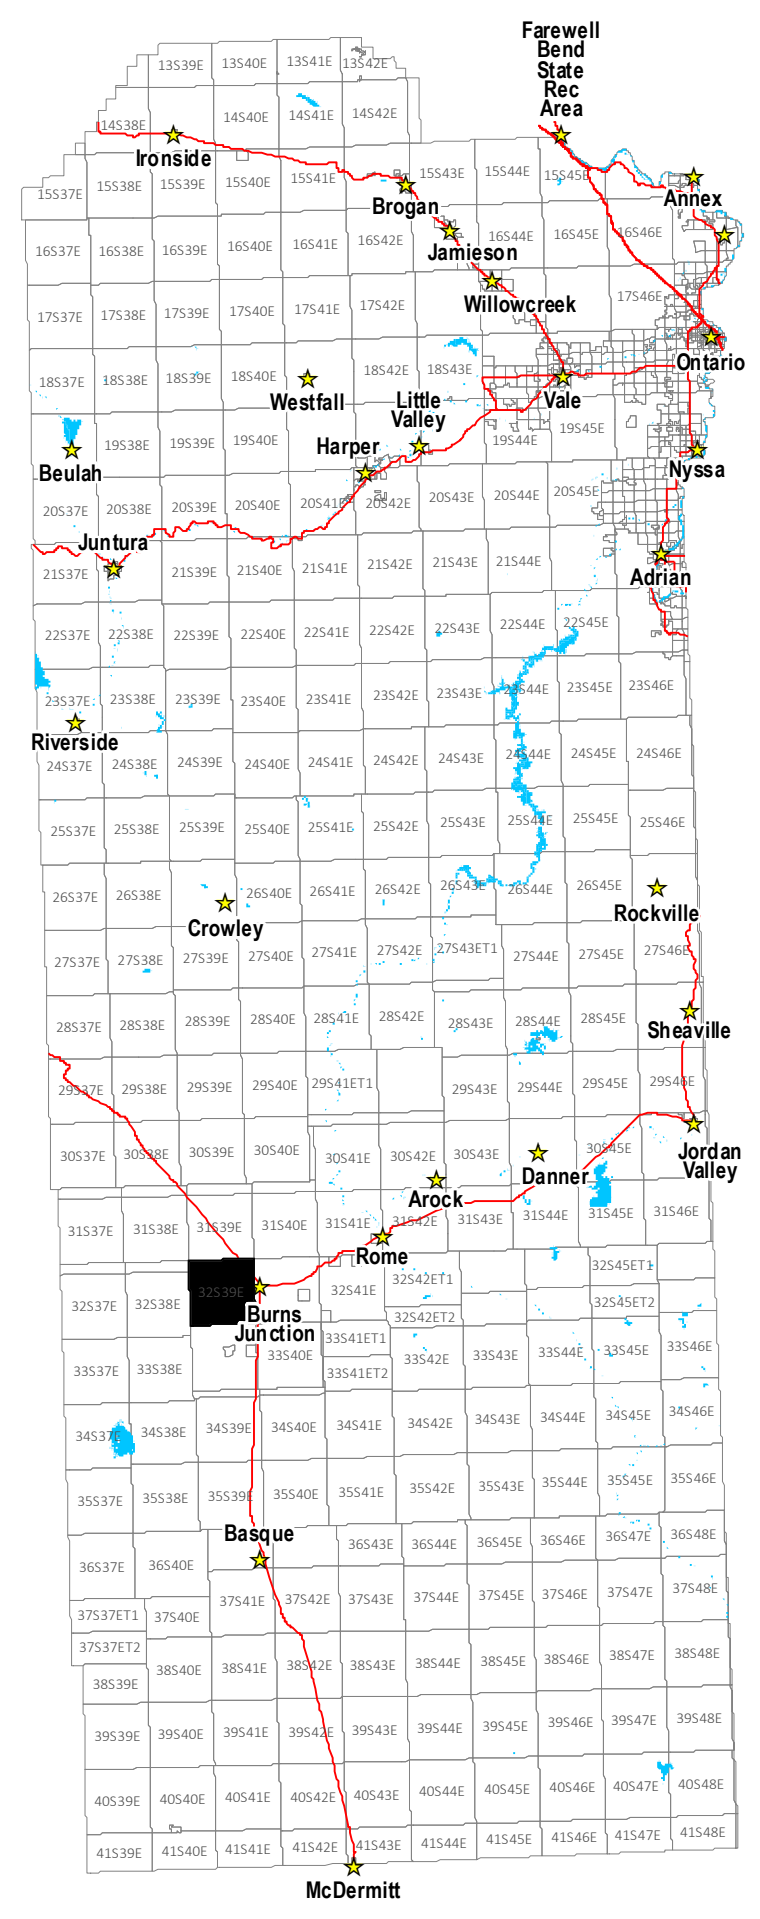 Farewell
Bend
State
Rec
Area
13S39E 13S40E 13S41E 13S42E
14S38E 14S40E 14S41E 14S42E
Ironside
15S37E 15S38E 15S39E 15S40E 15S41E 15S43E 15S44E 15S45E
Annex
Brogan
16S37E 16S38E 16S39E 16S40E 16S41E 16S42E 16S44E 16S45E 16S46E
Jamieson
Willowcreek
17S37E 17S38E 17S39E 17S40E 17S41E 17S42E 17S46E
Ontario
18S37E 18S38E 18S39E 18S40E 18S42E 18S43E
Westfall
Vale
Little
Valley
19S38E 19S39E 19S40E 19S44E 19S45E
Harper
Beulah
Nyssa
20S37E 20S38E 20S39E 20S40E 20S41E 20S42E 20S43E 20S44E 20S45E
Juntura
21S37E 21S39E 21S40E 21S41E 21S42E 21S43E 21S44E
Adrian
22S37E 22S38E 22S39E 22S40E 22S41E 22S42E 22S43E 22S44E 22S45E
23S37E 23S38E 23S39E 23S40E 23S41E 23S42E 23S43E 23S44E 23S45E 23S46E
Riverside
24S37E 24S38E 24S39E 24S40E 24S41E 24S42E 24S43E 24S44E 24S45E 24S46E
25S37E 25S38E 25S39E 25S40E 25S41E 25S42E 25S43E 25S44E 25S45E 25S46E
26S37E 26S38E 26S40E 26S41E 26S42E 26S43E 26S44E 26S45E
Rockville
Crowley
27S37E 27S38E 27S39E 27S40E 27S41E 27S42E 27S43ET1 27S44E 27S45E 27S46E
28S37E 28S38E 28S39E 28S40E 28S41E 28S42E 28S43E 28S44E 28S45E
Sheaville
29S37E 29S38E 29S39E 29S40E 29S41ET1 29S43E 29S44E 29S45E 29S46E
30S37E 30S38E 30S39E 30S40E 30S41E 30S42E 30S43E 30S45E
Jordan
Valley
Danner
Arock
31S37E 31S38E 31S39E 31S40E 31S41E 31S42E 31S43E 31S44E 31S45E 31S46E
Rome
32S37E 32S38E 32S39E 32S41E 32S42ET1 32S45ET1
32S42ET2 32S45ET2
Burns
Junction
33S37E 33S38E 33S40E 33S41ET1 33S42E 33S43E 33S44E 33S45E 33S46E
33S41ET2
34S37E 34S38E 34S39E 34S40E 34S41E 34S42E 34S43E 34S44E 34S45E 34S46E
35S37E 35S38E 35S39E 35S40E 35S41E 35S42E 35S43E 35S44E 35S45E 35S46E
Basque
36S37E 36S40E 36S43E 36S44E 36S45E 36S46E 36S47E 36S48E
37S37ET1 37S40E 37S41E 37S42E 37S43E 37S44E 37S45E 37S46E 37S47E 37S48E
37S37ET2
38S39E 38S40E 38S41E 38S42E 38S43E 38S44E 38S45E 38S46E 38S47E 38S48E
39S39E 39S40E 39S41E 39S42E 39S43E 39S44E 39S45E 39S46E 39S47E 39S48E
40S39E 40S40E 40S41E 40S42E 40S43E 40S44E 40S45E 40S46E 40S47E 40S48E
41S39E 41S40E 41S41E 41S42E 41S43E 41S44E 41S45E 41S46E 41S47E 41S48E
McDermitt